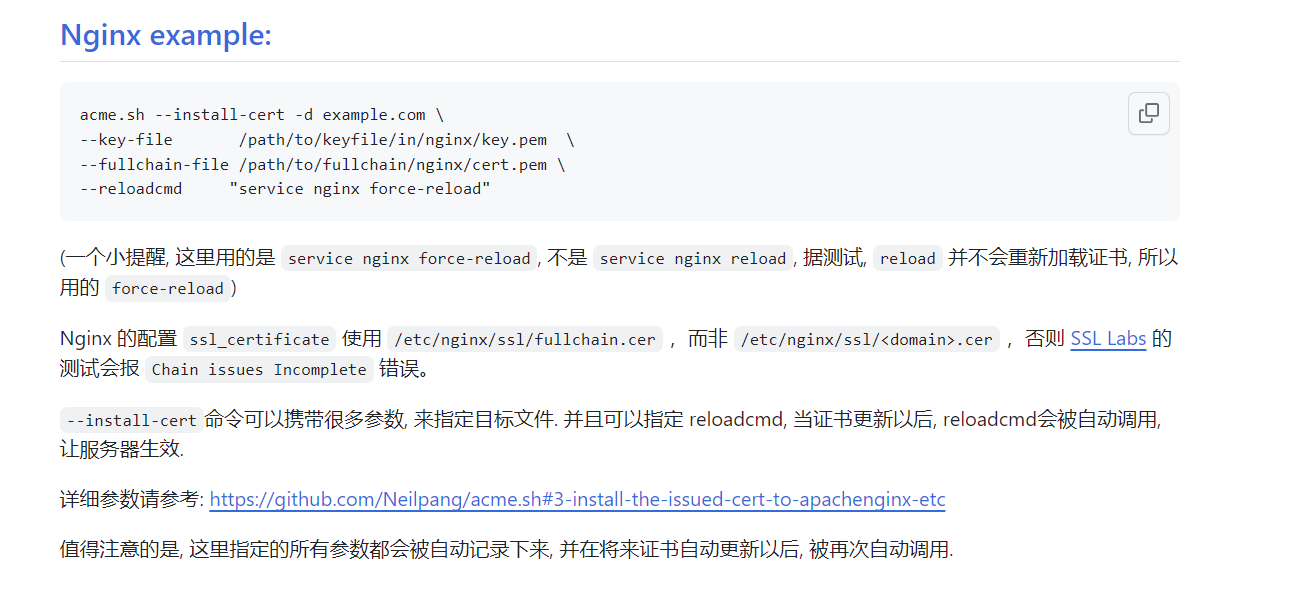 Nginx example:
acme.sh --install-cert -d example.com \
--key-file       /path/to/keyfile/in/nginx/key.pem  \
--fullchain-file /path/to/fullchain/nginx/cert.pem \
--reloadcmd     "service nginx force-reload"
(一个小提醒, 这里用的是 service nginx force-reload, 不是 service nginx reload, 据测试, reload 并不会重新加载证书, 所以
用的 force-reload)
Nginx 的配置 ssl_certificate 使用 /etc/nginx/ssl/fullchain.cer ，而非 /etc/nginx/ssl/<domain>.cer ，否则 SSL Labs 的
测试会报 Chain issues Incomplete 错误。
--install-cert命令可以携带很多参数, 来指定目标文件. 并且可以指定 reloadcmd, 当证书更新以后, reloadcmd会被自动调用,
让服务器生效.
详细参数请参考: https://github.com/Neilpang/acme.sh#3-install-the-issued-cert-to-apachenginx-etc
值得注意的是, 这里指定的所有参数都会被自动记录下来, 并在将来证书自动更新以后, 被再次自动调用.